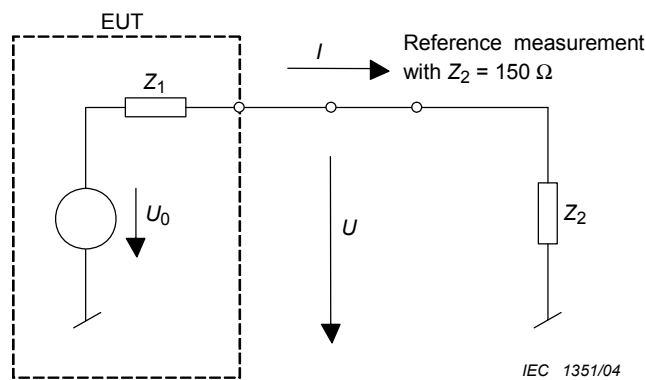 EUT
I
Reference measurement
with Z2 = 150 Ω
Z1
U0
U
Z2
IEC 1351/04